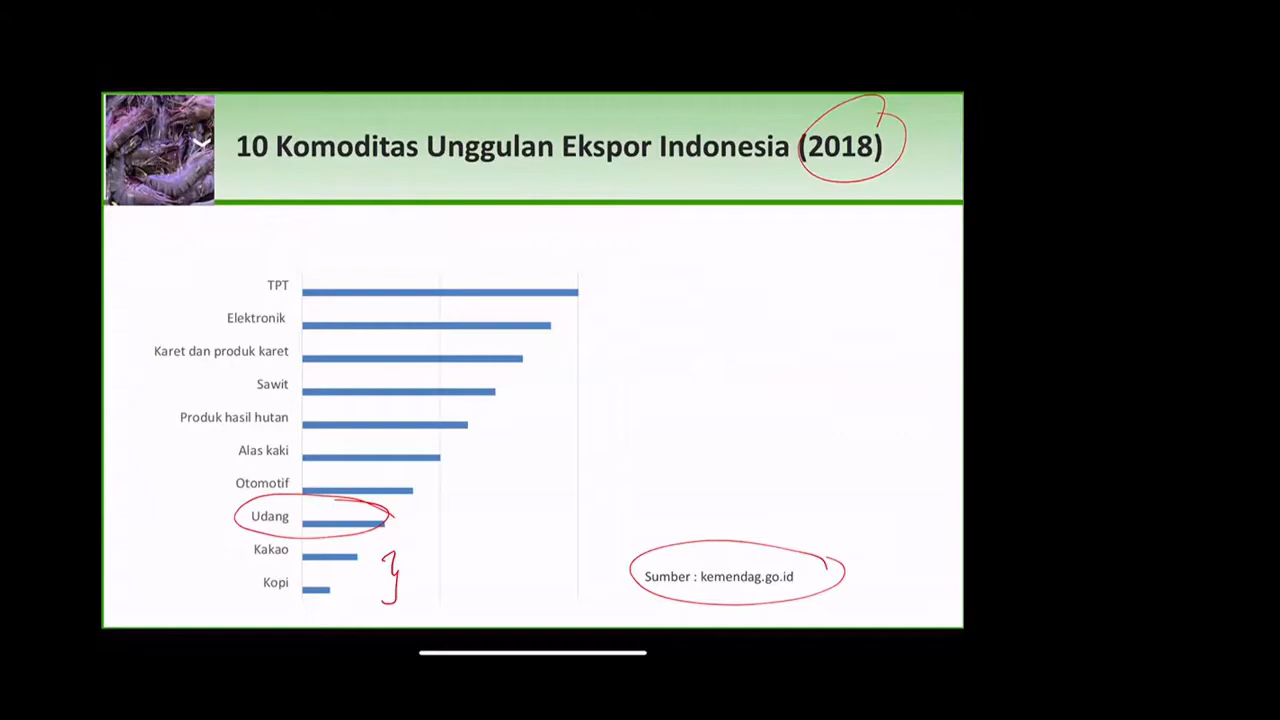 10 Komoditas Unggulan Ekspor Indonesia (2018)
TPT
Elektronik
Karet dan produk karet
Sawit
Produk hasil hutan
Alas kaki
Otomotif
Udang
Kakao
Kopi
Sumber : kemendag.go.id